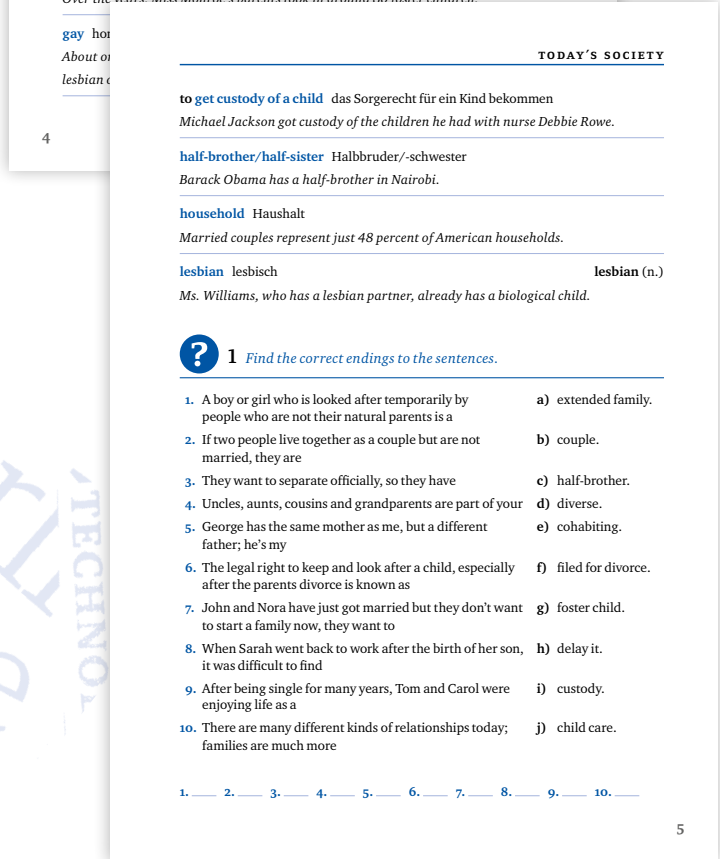 gay
About
lesbian
4
TODAY'S SOCIETY
to get custody of a child das Sorgerecht für ein Kind bekommen
Michael Jackson got custody of the children he had with nurse Debbie Rowe.
half-brother/half-sister Halbbruder/-schwester
Barack Obama has a half-brother in Nairobi.
household Haushalt
Married couples represent just 48 percent of American households.
lesbian lesbisch lesbian (n.)
Ms. Williams, who has a lesbian partner, already has a biological child.
? 1 Find the correct endings to the sentences.
1. A boy or girl who is looked after temporarily by
people who are not their natural parents is a
a) extended family.
2. If two people live together as a couple but are not
married, they are
b) couple.
3. They want to separate officially, so they have
c) half-brother.
4. Uncles, aunts, cousins and grandparents are part of your
d) diverse.
5. George has the same mother as me, but a different
father; he's my
e) cohabiting.
6. The legal right to keep and look after a child, especially
after the parents divorce is known as
f) filed for divorce.
7. John and Nora have just got married but they don't want
to start a family now, they want to
g) foster child.
8. When Sarah went back to work after the birth of her son,
it was difficult to find
h) delay it.
9. After being single for many years, Tom and Carol were
enjoying life as a
i) custody.
10. There are many different kinds of relationships today;
families are much more
j) child care.
1. ___ 2. ___ 3. ___ 4. ___ 5. ___ 6. ___ 7. ___ 8. ___ 9. ___ 10. ___
5
TECHNOL